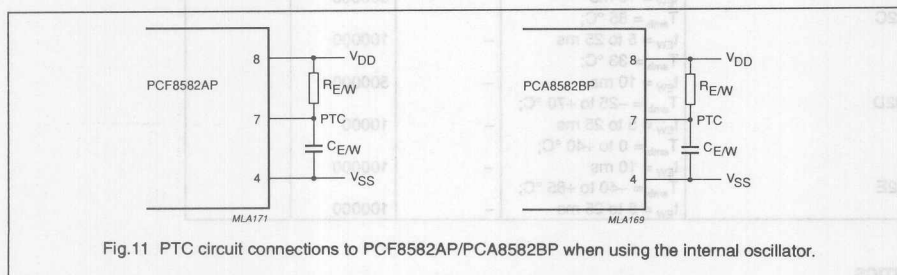 8
V_DD
PCF8582AP
R_E/W
7
PTC
C_E/W
4
V_SS
MLA171
8
V_DD
PCA8582BP
R_E/W
7
PTC
C_E/W
4
V_SS
MLA169
Fig.11 PTC circuit connections to PCF8582AP/PCA8582BP when using the internal oscillator.